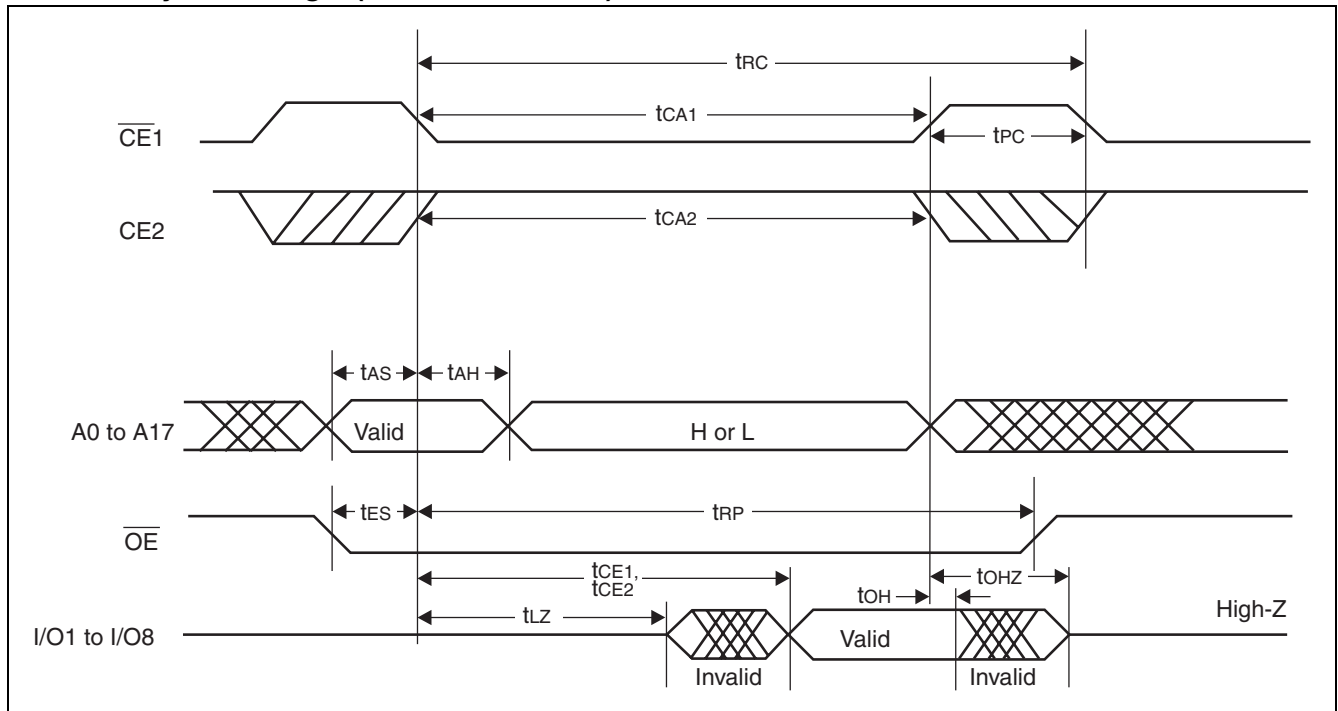 tRC
tCA1
CE1
tPC
tCA2
CE2
tAS
tAH
A0 to A17
Valid
H or L
tES
tRP
OE
tCE1,
tCE2
tOHZ
tOH
tLZ
High-Z
I/O1 to I/O8
Valid
Invalid
Invalid